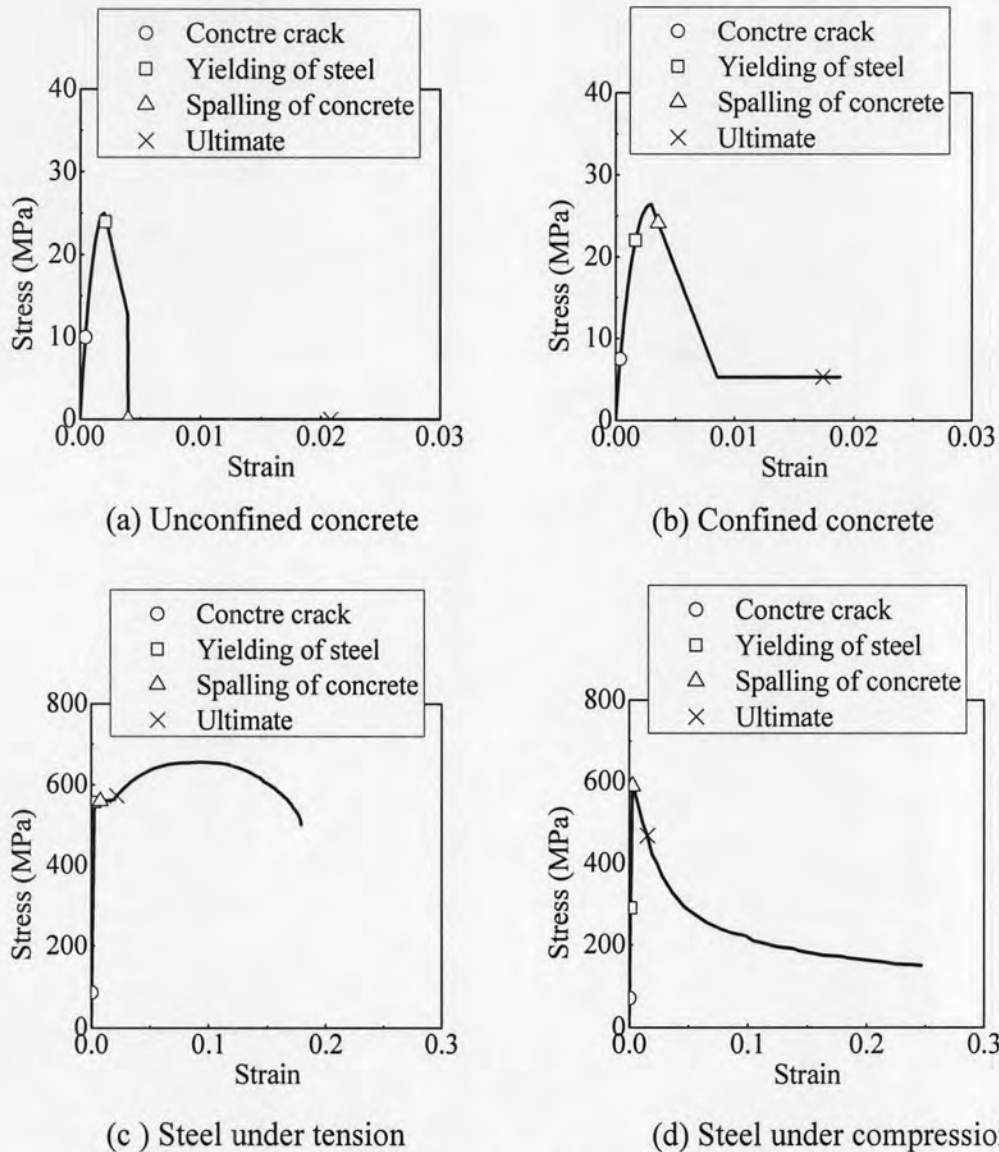 Conctre crack
Yielding of steel
Spalling of concrete
Ultimate
40
30
20
10
0
Stress (MPa)
0.00 0.01 0.02 0.03
Strain
(a) Unconfined concrete
Conctre crack
Yielding of steel
Spalling of concrete
Ultimate
40
30
20
10
0
Stress (MPa)
0.00 0.01 0.02 0.03
Strain
(b) Confined concrete
Conctre crack
Yielding of steel
Spalling of concrete
Ultimate
800
600
400
200
0
Stress (MPa)
0.0 0.1 0.2 0.3
Strain
(c ) Steel under tension
Conctre crack
Yielding of steel
Spalling of concrete
Ultimate
800
600
400
200
0
Stress (MPa)
0.0 0.1 0.2 0.3
Strain
(d) Steel under compression